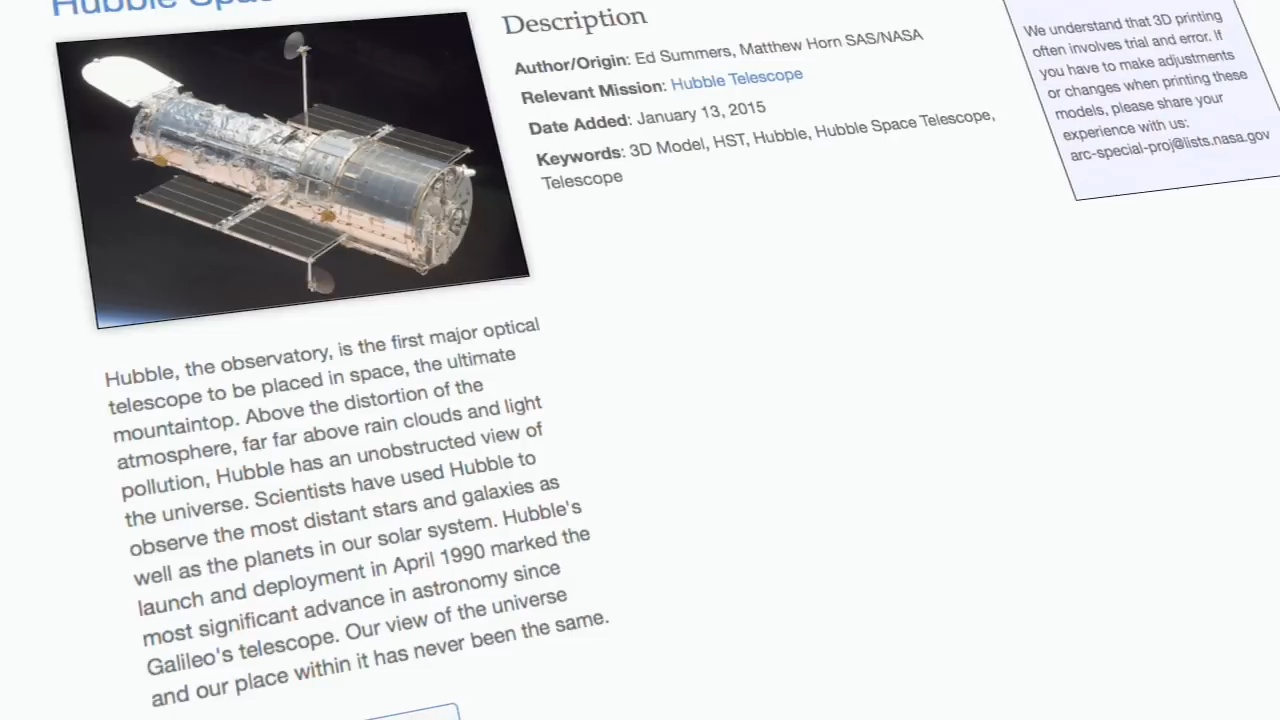 Hubble
Description
Author/Origin: Ed Summers, Matthew Horn SAS/NASA
Relevant Mission: Hubble Telescope
Date Added: January 13, 2015
Keywords: 3D Model, HST, Hubble, Hubble Space Telescope,
Telescope
We understand that 3D printing
often involves trial and error. If
you have to make adjustments
or changes when printing these
models, please share your
experience with us:
arc-special-proj@lists.nasa.gov
Hubble, the observatory, is the first major optical
telescope to be placed in space, the ultimate
mountaintop. Above the distortion of the
atmosphere, far far above rain clouds and light
pollution, Hubble has an unobstructed view of
the universe. Scientists have used Hubble to
observe the most distant stars and galaxies as
well as the planets in our solar system. Hubble's
launch and deployment in April 1990 marked the
most significant advance in astronomy since
Galileo's telescope. Our view of the universe
and our place within it has never been the same.